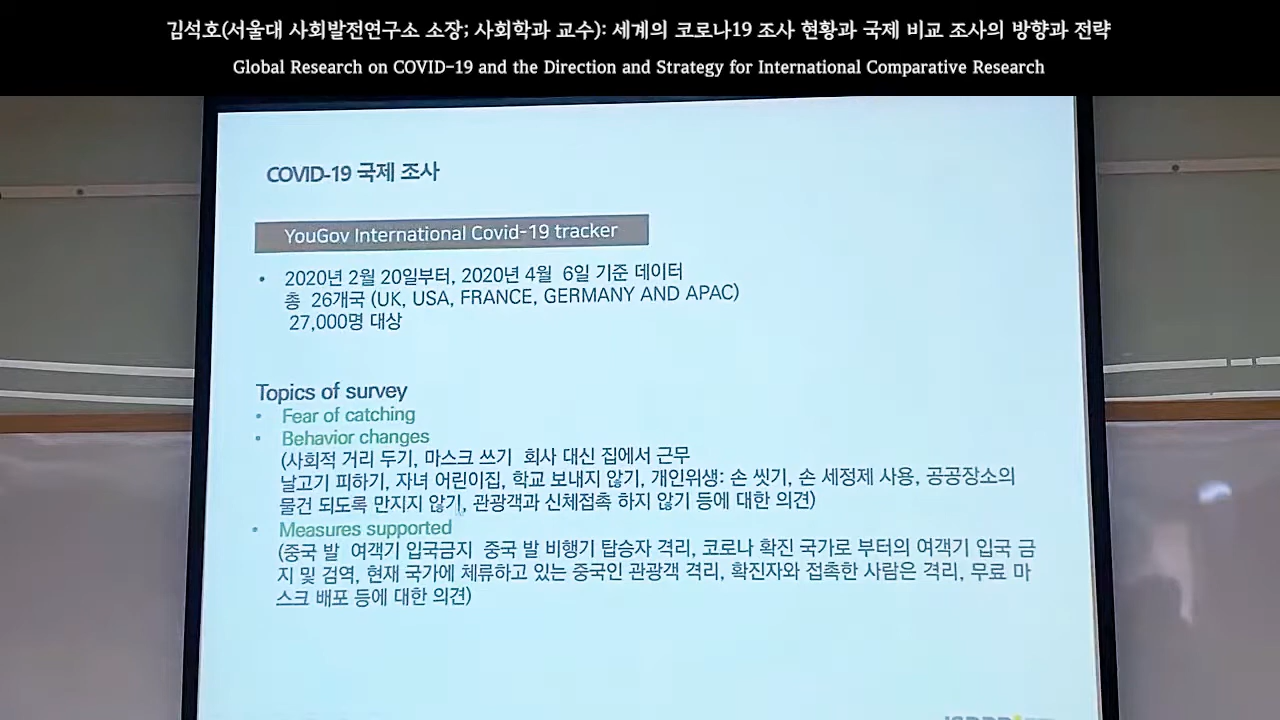 김석호(서울대 사회발전연구소 소장; 사회학과 교수): 세계의 코로나19 조사 현황과 국제 비교 조사의 방향과 전략
Global Research on COVID-19 and the Direction and Strategy for International Comparative Research
COVID-19 국제 조사
YouGov International Covid-19 tracker
• 2020년 2월 20일부터, 2020년 4월 6일 기준 데이터
총 26개국 (UK, USA, FRANCE, GERMANY AND APAC)
27,000명 대상
Topics of survey
• Fear of catching
• Behavior changes
(사회적 거리 두기, 마스크 쓰기 회사 대신 집에서 근무
날고기 피하기, 자녀 어린이집, 학교 보내지 않기, 개인위생: 손 씻기, 손 세정제 사용, 공공장소의
물건 되도록 만지지 않기, 관광객과 신체접촉 하지 않기 등에 대한 의견)
• Measures supported
(중국 발 여객기 입국금지 중국 발 비행기 탑승자 격리, 코로나 확진 국가로 부터의 여객기 입국 금
지 및 검역, 현재 국가에 체류하고 있는 중국인 관광객 격리, 확진자와 접촉한 사람은 격리, 무료 마
스크 배포 등에 대한 의견)